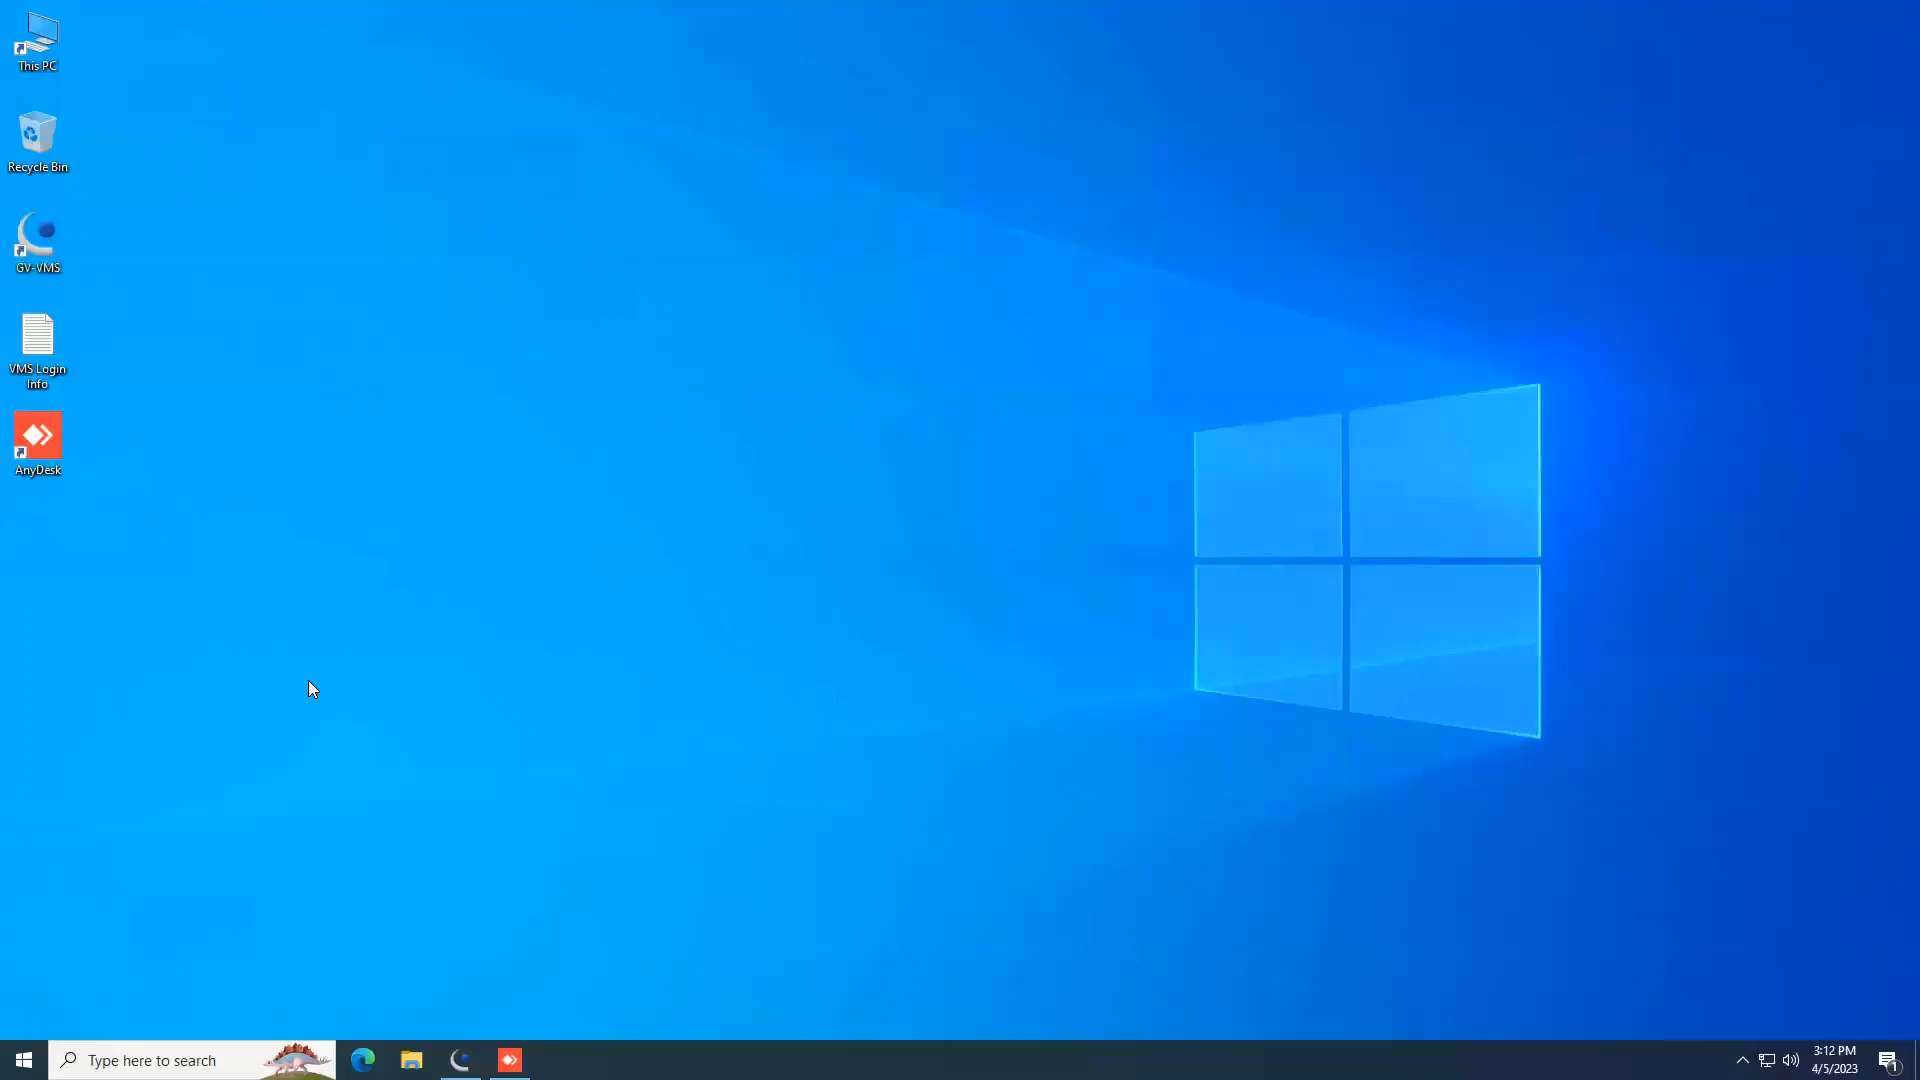 This PC
Recycle Bin
GV-VMS
VMS Login
Info
AnyDesk
Type here to search
3:12 PM
4/5/2023
1